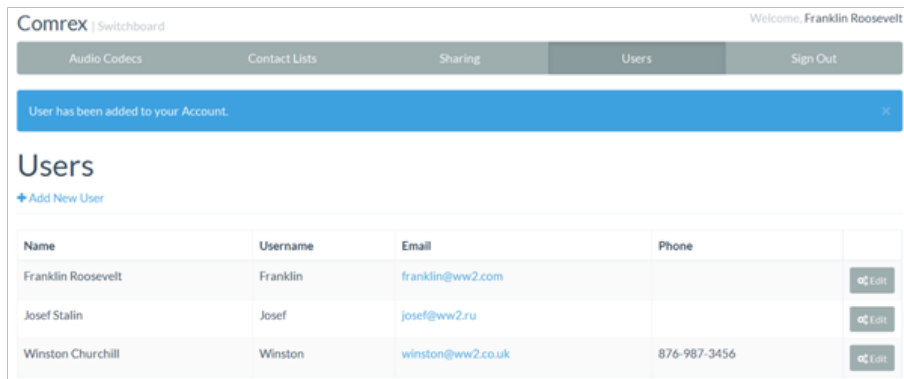 Comrex | Switchboard
Welcome, Franklin Roosevelt
Audio Codecs Contact Lists Sharing Users Sign Out
User has been added to your Account. ×
Users
+ Add New User
Name Username Email Phone
Franklin Roosevelt Franklin franklin@ww2.com Edit
Josef Stalin Josef josef@ww2.ru Edit
Winston Churchill Winston winston@ww2.co.uk 876-987-3456 Edit